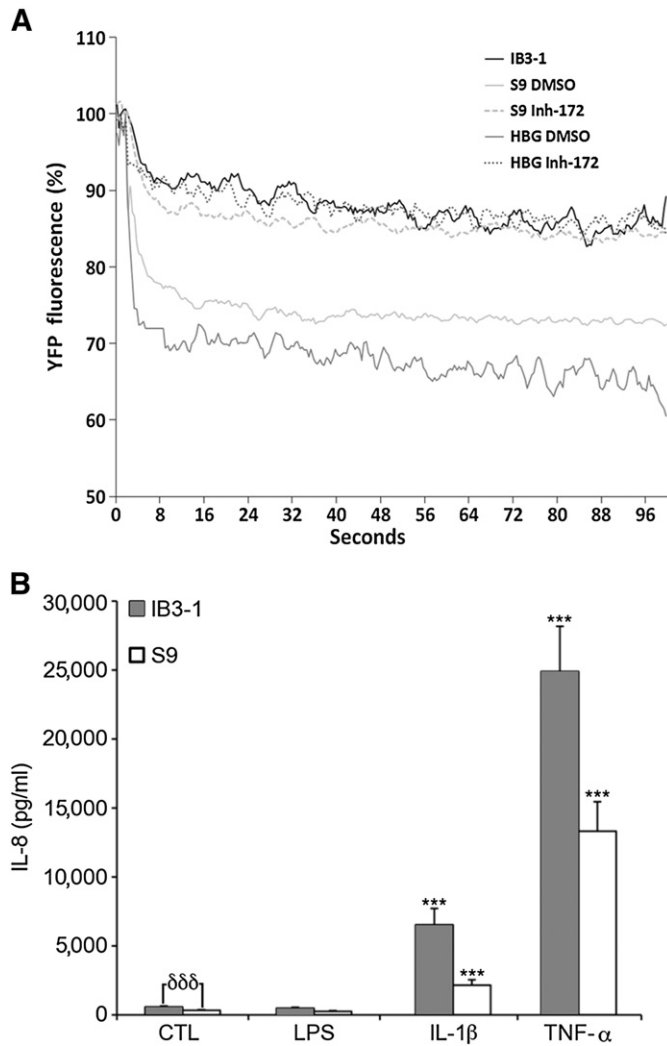 A
YFP fluorescence (%)
110
100
90
80
70
60
50
IB3-1
S9 DMSO
S9 Inh-172
HBG DMSO
HBG Inh-172
0 8 16 24 32 40 48 56 64 72 80 88 96
Seconds
B
IL-8 (pg/ml)
30,000
25,000
20,000
15,000
10,000
5,000
0
IB3-1
S9
δδδ
***
***
***
***
CTL LPS IL-1β TNF-α